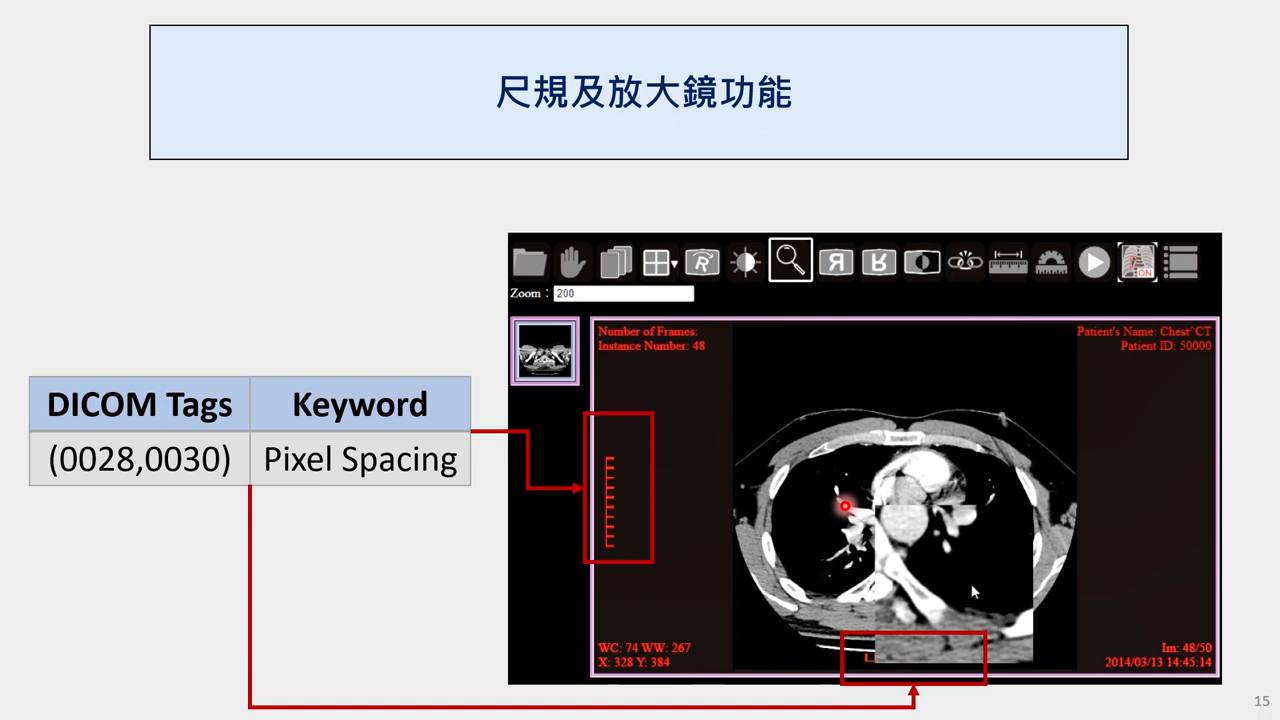 尺規及放大鏡功能
Zoom : 200
ON
Number of Frames:
Instance Number: 48
Patient's Name: Chest^CT
Patient ID: 50000
DICOM Tags Keyword
(0028,0030) Pixel Spacing
WC: 74 WW: 267
X: 328 Y: 384
Im: 48/50
2014/03/13 14:45:14
15